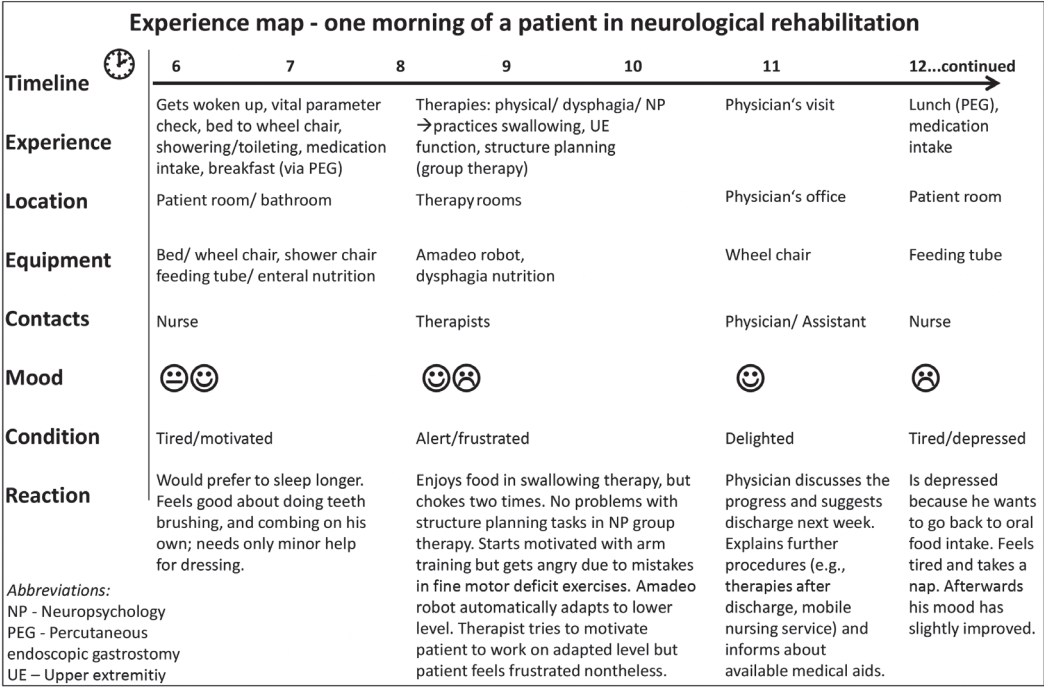 Experience map - one morning of a patient in neurological rehabilitation
Timeline
6 7 8 9 10 11 12...continued
Experience
Gets woken up, vital parameter
check, bed to wheel chair,
showering/toileting, medication
intake, breakfast (via PEG)
Therapies: physical/ dysphagia/ NP
→practices swallowing, UE
function, structure planning
(group therapy)
Physician‘s visit
Lunch (PEG),
medication
intake
Location
Patient room/ bathroom
Therapy rooms
Physician‘s office
Patient room
Equipment
Bed/ wheel chair, shower chair
feeding tube/ enteral nutrition
Amadeo robot,
dysphagia nutrition
Wheel chair
Feeding tube
Contacts
Nurse
Therapists
Physician/ Assistant
Nurse
Mood
Condition
Tired/motivated
Alert/frustrated
Delighted
Tired/depressed
Reaction
Would prefer to sleep longer.
Feels good about doing teeth
brushing, and combing on his
own; needs only minor help
for dressing.
Enjoys food in swallowing therapy, but
chokes two times. No problems with
structure planning tasks in NP group
therapy. Starts motivated with arm
training but gets angry due to mistakes
in fine motor deficit exercises. Amadeo
robot automatically adapts to lower
level. Therapist tries to motivate
patient to work on adapted level but
patient feels frustrated nontheless.
Physician discusses the
progress and suggests
discharge next week.
Explains further
procedures (e.g.,
therapies after
discharge, mobile
nursing service) and
informs about
available medical aids.
Is depressed
because he wants
to go back to oral
food intake. Feels
tired and takes a
nap. Afterwards
his mood has
slightly improved.
Abbreviations:
NP - Neuropsychology
PEG - Percutaneous
endoscopic gastrostomy
UE – Upper extremitiy